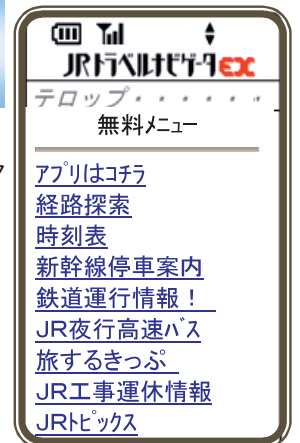 JRトラベルナビゲータEX
テロップ・・・・・・
無料メニュー
アプリはコチラ
経路探索
時刻表
新幹線停車案内
鉄道運行情報！
JR夜行高速バス
旅するきっぷ
JR工事運休情報
JRトピックス